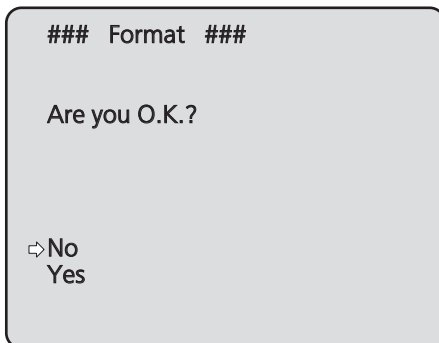 ### Format ###
Are you O.K.?
⇨No
Yes